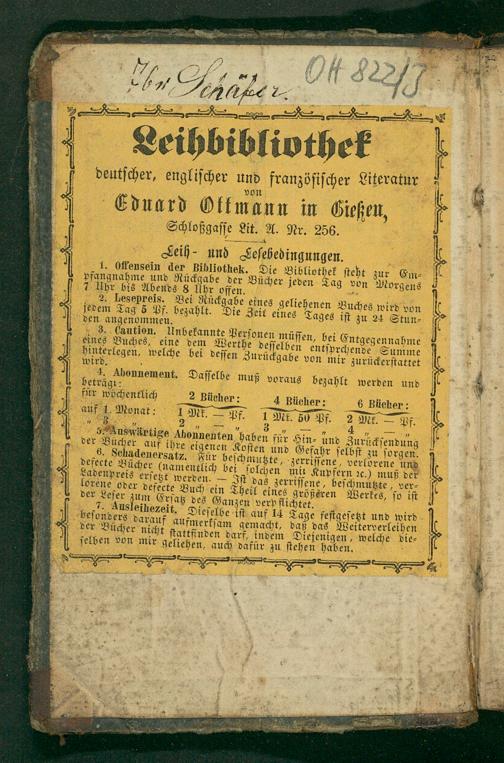 7br Schäfer.
OH 822/3
Leihbibliothek
deutscher, englischer und französischer Literatur
von
Eduard Ottmann in Gießen,
Schloßgasse Lit. A. Nr. 256.
Leih- und Lesebedingungen.
1. Offensein der Bibliothek. Die Bibliothek steht zur Em-
pfangnahme und Rückgabe der Bücher jeden Tag von Morgens
7 Uhr bis Abends 8 Uhr offen.
2. Lesepreis. Bei Rückgabe eines geliehenen Buches wird von
jedem Tag 5 Pf. bezahlt. Die Zeit eines Tages ist zu 24 Stun-
den angenommen.
3. Caution. Unbekannte Personen müssen, bei Entgegennahme
eines Buches, eine dem Werthe desselben entsprchende Summe
hinterlegen, welche bei dessen Zurückgabe von mir zurückerstattet
wird.
4. Abonnement. Dasselbe muß voraus bezahlt werden und
beträgt:
für wöchentlich 2 Bücher: 4 Bücher: 6 Bücher:
auf 1 Monat: 1 Mk. — Pf. 1 Mk. 50 Pf. 2 Mk. — Pf.
" 3 " 2 " " 3 " " 4 " "
5. Auswärtige Abonnenten haben für Hin- und Zurücksendung
der Bücher auf ihre eigenen Kosten und Gefahr selbst zu sorgen.
6. Schadenersatz. Für beschmutzte, zerrissene, verlorene und
defecte Bücher (namentlich bei solchen mit Kupfern ꝛc.) muß der
Ladenpreis ersetzt werden. — Ist das zerrissene, beschmutzte, ver-
lorene oder defecte Buch ein Theil eines größeren Werkes, so ist
der Leser zum Ersatz des Ganzen verpflichtet.
7. Ausleihezeit. Dieselbe ist auf 14 Tage festgesetzt und wird
besonders darauf aufmerksam gemacht, daß das Weiterverleihen
der Bücher nicht stattfinden darf, indem Diejenigen, welche die-
selben von mir geliehen, auch dafür zu stehen haben.